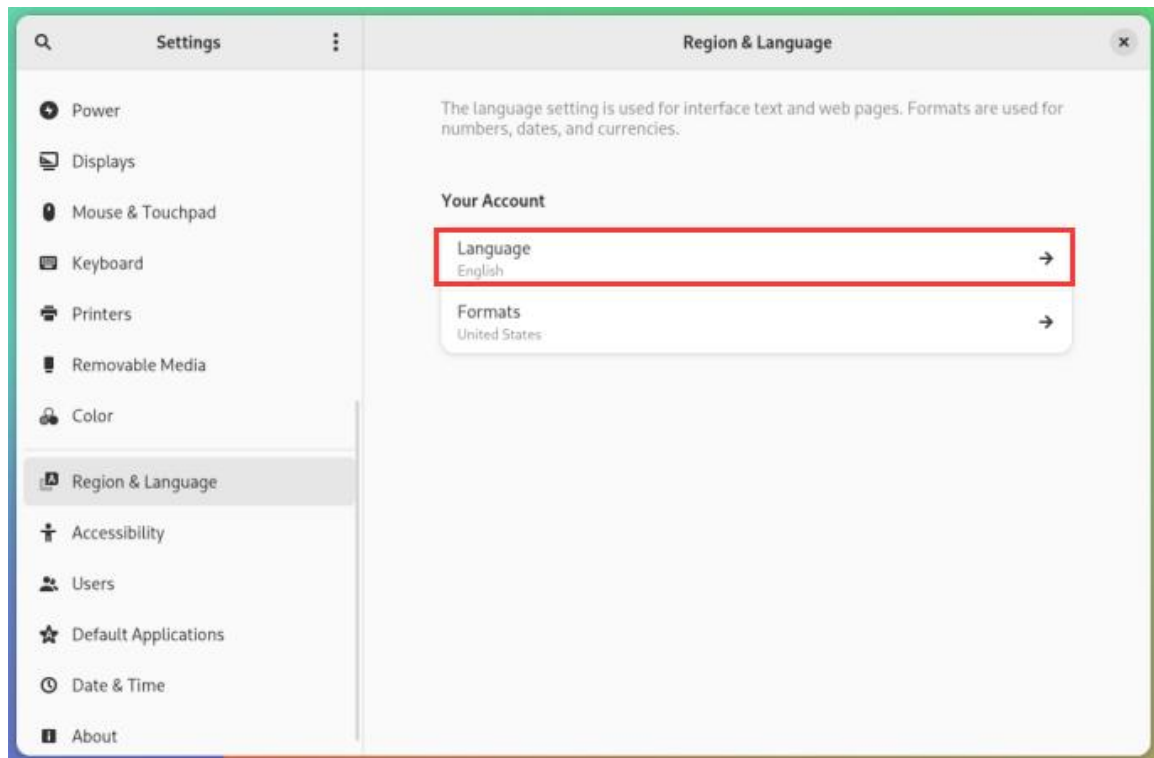 Settings
Power
Displays
Mouse & Touchpad
Keyboard
Printers
Removable Media
Color
Region & Language
Accessibility
Users
Default Applications
Date & Time
About
Region & Language
The language setting is used for interface text and web pages. Formats are used for
numbers, dates, and currencies.
Your Account
Language
English
Formats
United States